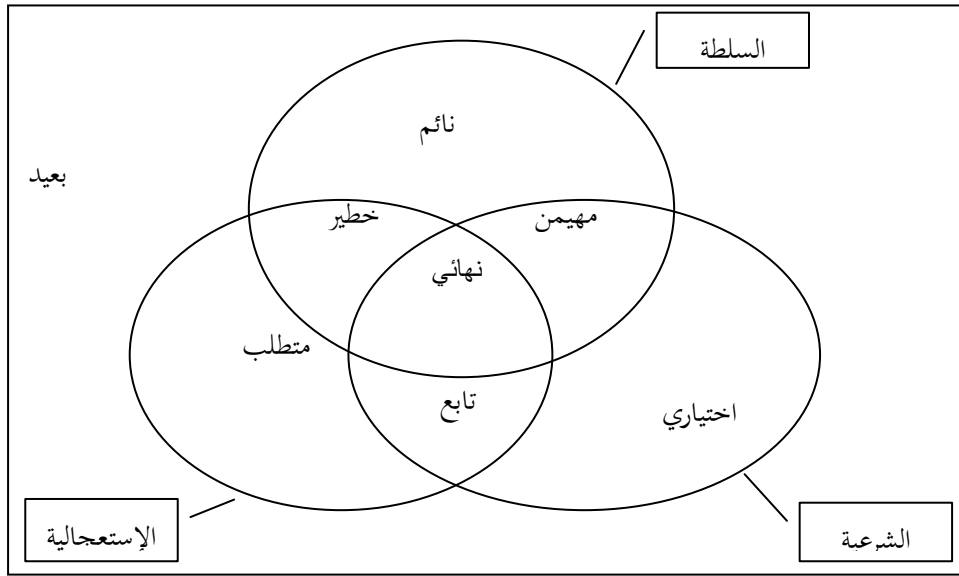 السلطة
نائم
بعيد
خطير
مهيمن
نهائي
متطلب
تابع
اختياري
الإستعجالية
الشرعية